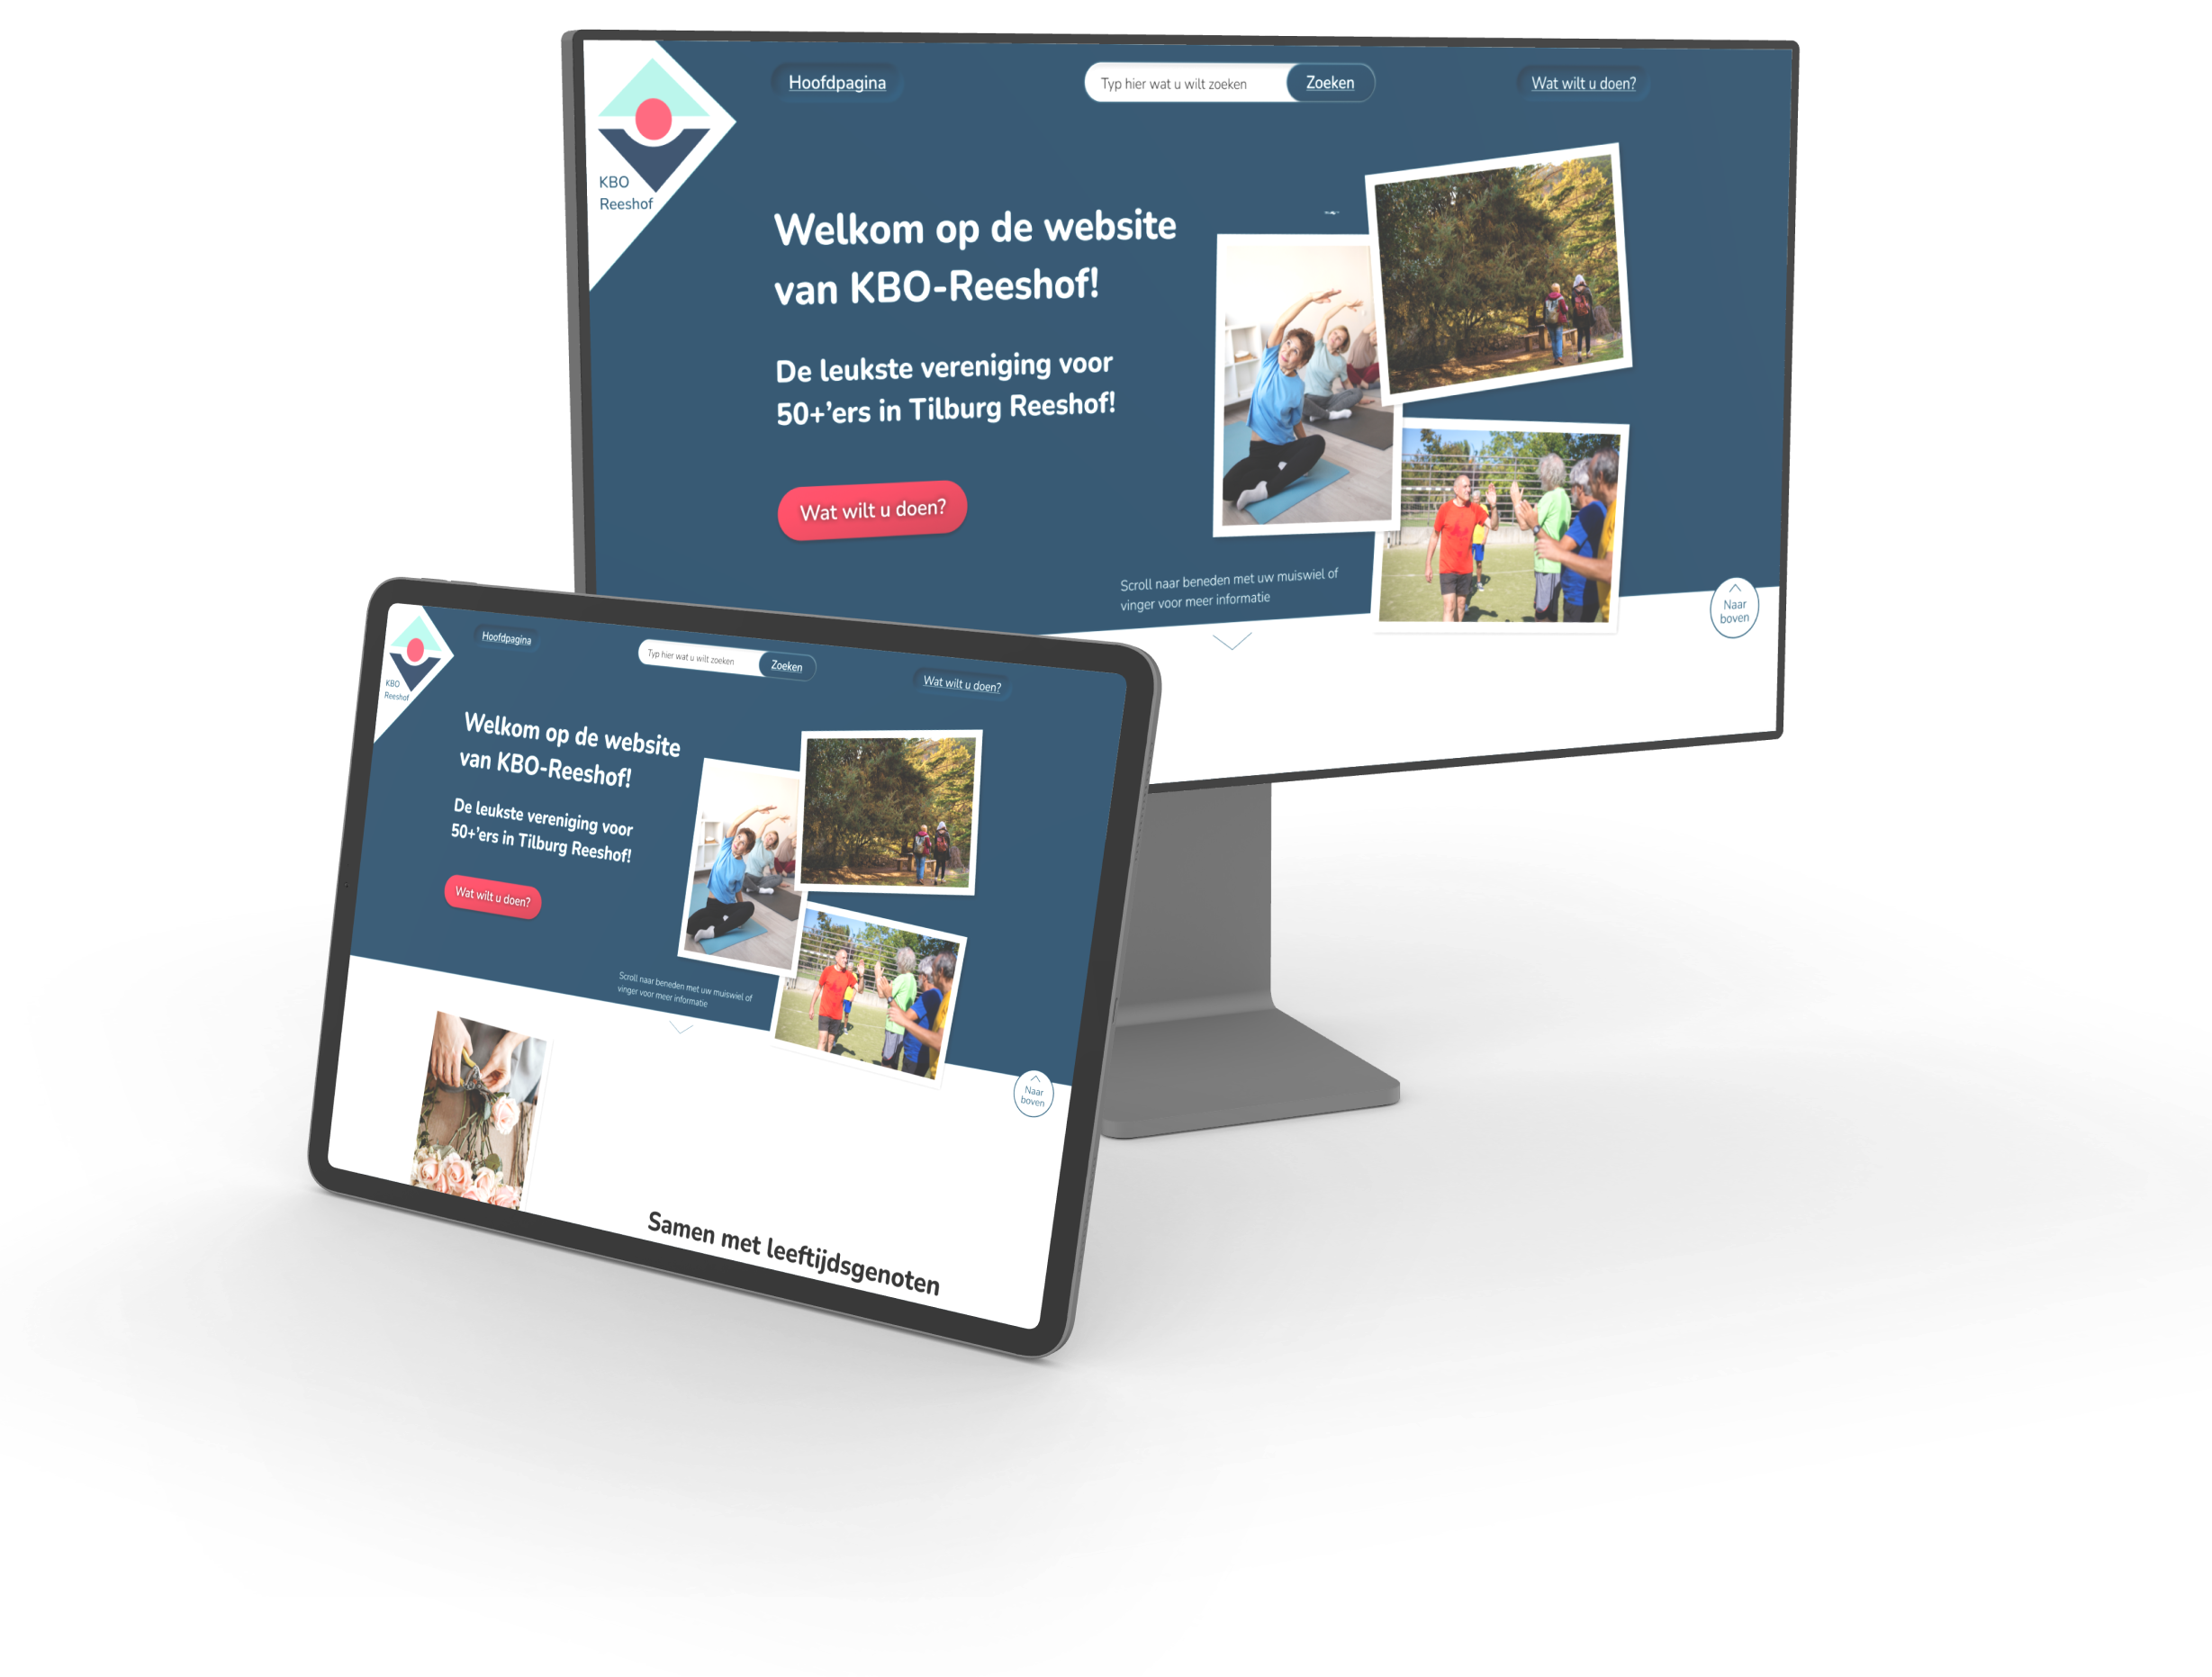 KBO
Reeshof
Hoofdpagina
Typ hier wat u wilt zoeken
Zoeken
Wat wilt u doen?
Welkom op de website
van KBO-Reeshof!
De leukste vereniging voor
50+’ers in Tilburg Reeshof!
Wat wilt u doen?
Scroll naar beneden met uw muiswiel of
vinger voor meer informatie
Naar
boven
KBO
Reeshof
Hoofdpagina
Typ hier wat u wilt zoeken
Zoeken
Wat wilt u doen?
Welkom op de website
van KBO-Reeshof!
De leukste vereniging voor
50+’ers in Tilburg Reeshof!
Wat wilt u doen?
Scroll naar beneden met uw muiswiel of
vinger voor meer informatie
Naar
boven
Samen met leeftijdsgenoten